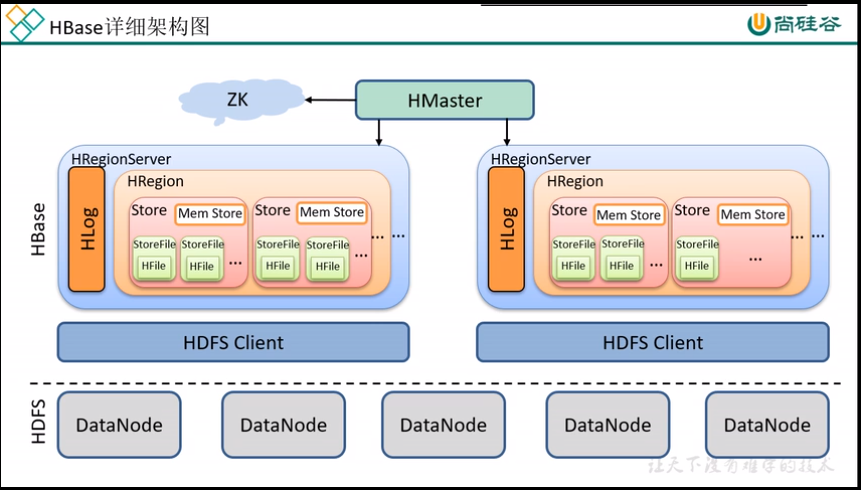 HBase详细架构图
尚硅谷
ZK
HMaster
HBase
HRegionServer
HLog
HRegion
Store
Mem Store
StoreFile
HFile
StoreFile
HFile
...
Store
Mem Store
StoreFile
HFile
StoreFile
HFile
...
...
...
HRegionServer
HLog
HRegion
Store
Mem Store
StoreFile
HFile
StoreFile
HFile
...
Store
Mem Store
StoreFile
HFile
...
...
...
HDFS Client
HDFS Client
HDFS
DataNode
DataNode
DataNode
DataNode
DataNode
让天下没有难学的技术